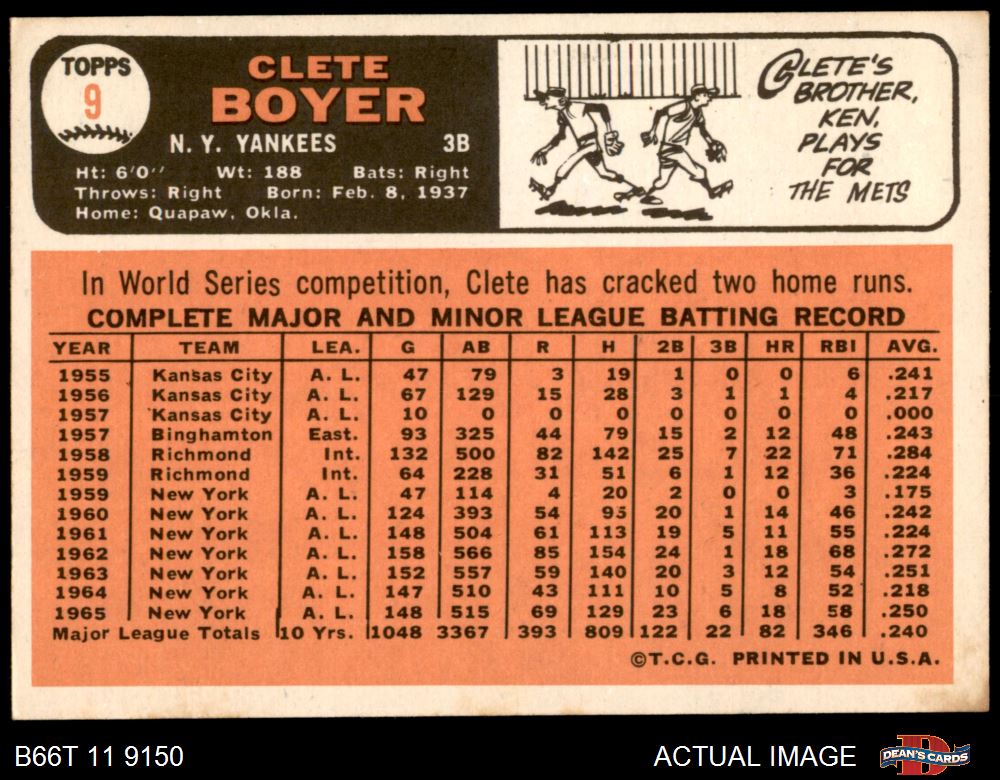 TOPPS
9
CLETE
BOYER
N. Y. YANKEES 3B
Ht: 6'0'' Wt: 188 Bats: Right
Throws: Right Born: Feb. 8, 1937
Home: Quapaw, Okla.
CLETE'S
BROTHER,
KEN,
PLAYS
FOR
THE METS
In World Series competition, Clete has cracked two home runs.
COMPLETE MAJOR AND MINOR LEAGUE BATTING RECORD
YEAR TEAM LEA. G AB R H 2B 3B HR RBI AVG.
1955 Kansas City A. L. 47 79 3 19 1 0 0 6 .241
1956 Kansas City A. L. 67 129 15 28 3 1 1 4 .217
1957 Kansas City A. L. 10 0 0 0 0 0 0 0 .000
1957 Binghamton East. 93 325 44 79 15 2 12 48 .243
1958 Richmond Int. 132 500 82 142 25 7 22 71 .284
1959 Richmond Int. 64 228 31 51 6 1 12 36 .224
1959 New York A. L. 47 114 4 20 2 0 0 3 .175
1960 New York A. L. 124 393 54 95 20 1 14 46 .242
1961 New York A. L. 148 504 61 113 19 5 11 55 .224
1962 New York A. L. 158 566 85 154 24 1 18 68 .272
1963 New York A. L. 152 557 59 140 20 3 12 54 .251
1964 New York A. L. 147 510 43 111 10 5 8 52 .218
1965 New York A. L. 148 515 69 129 23 6 18 58 .250
Major League Totals 10 Yrs. 1048 3367 393 809 122 22 82 346 .240
©T.C.G. PRINTED IN U.S.A.
B66T 11 9150 ACTUAL IMAGE DEAN'S CARDS